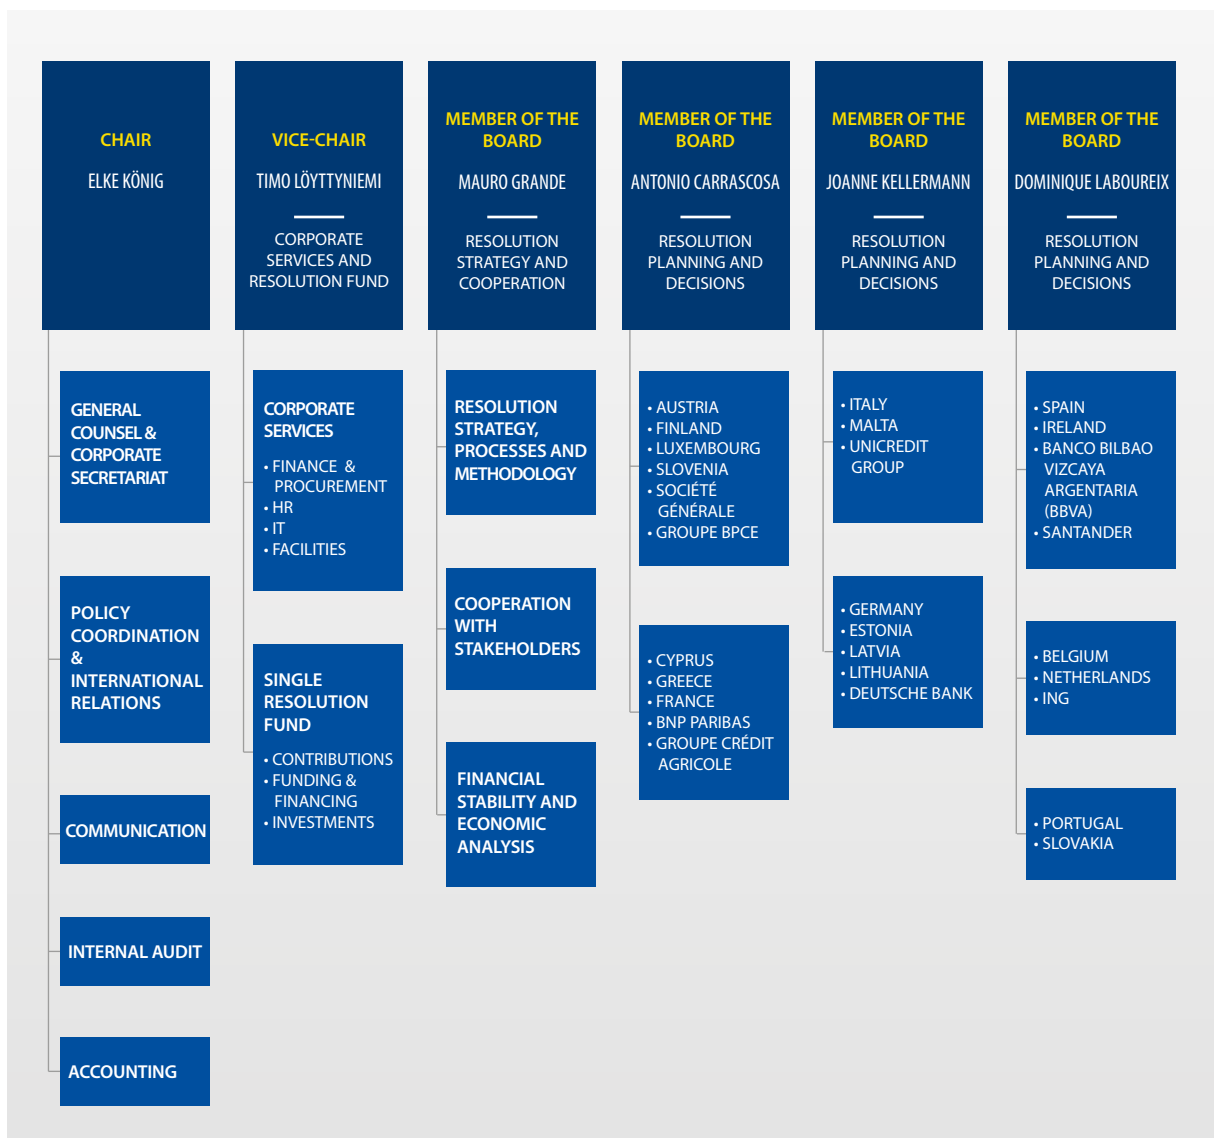 CHAIR
ELKE KÖNIG
GENERAL
COUNSEL &
CORPORATE
SECRETARIAT
POLICY
COORDINATION
&
INTERNATIONAL
RELATIONS
COMMUNICATION
INTERNAL AUDIT
ACCOUNTING
VICE-CHAIR
TIMO LÖYTTYNIEMI
CORPORATE
SERVICES AND
RESOLUTION FUND
CORPORATE
SERVICES
• FINANCE &
PROCUREMENT
• HR
• IT
• FACILITIES
SINGLE
RESOLUTION
FUND
• CONTRIBUTIONS
• FUNDING &
FINANCING
• INVESTMENTS
MEMBER OF THE
BOARD
MAURO GRANDE
RESOLUTION
STRATEGY AND
COOPERATION
RESOLUTION
STRATEGY,
PROCESSES AND
METHODOLOGY
COOPERATION
WITH
STAKEHOLDERS
FINANCIAL
STABILITY AND
ECONOMIC
ANALYSIS
MEMBER OF THE
BOARD
ANTONIO CARRASCOSA
RESOLUTION
PLANNING AND
DECISIONS
• AUSTRIA
• FINLAND
• LUXEMBOURG
• SLOVENIA
• SOCIÉTÉ
GÉNÉRALE
• GROUPE BPCE
• CYPRUS
• GREECE
• FRANCE
• BNP PARIBAS
• GROUPE CRÉDIT
AGRICOLE
MEMBER OF THE
BOARD
JOANNE KELLERMANN
RESOLUTION
PLANNING AND
DECISIONS
• ITALY
• MALTA
• UNICREDIT
GROUP
• GERMANY
• ESTONIA
• LATVIA
• LITHUANIA
• DEUTSCHE BANK
MEMBER OF THE
BOARD
DOMINIQUE LABOUREIX
RESOLUTION
PLANNING AND
DECISIONS
• SPAIN
• IRELAND
• BANCO BILBAO
VIZCAYA
ARGENTARIA
(BBVA)
• SANTANDER
• BELGIUM
• NETHERLANDS
• ING
• PORTUGAL
• SLOVAKIA